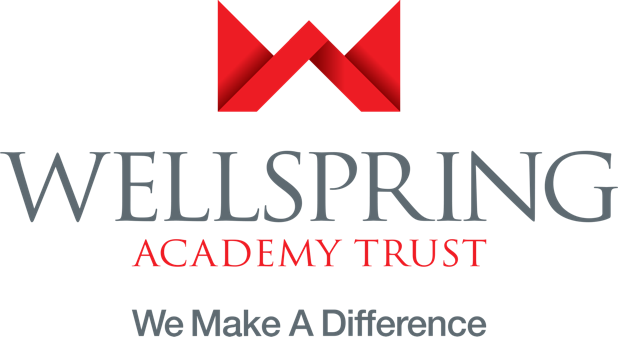 WELLSPRING
ACADEMY TRUST
We Make A Difference